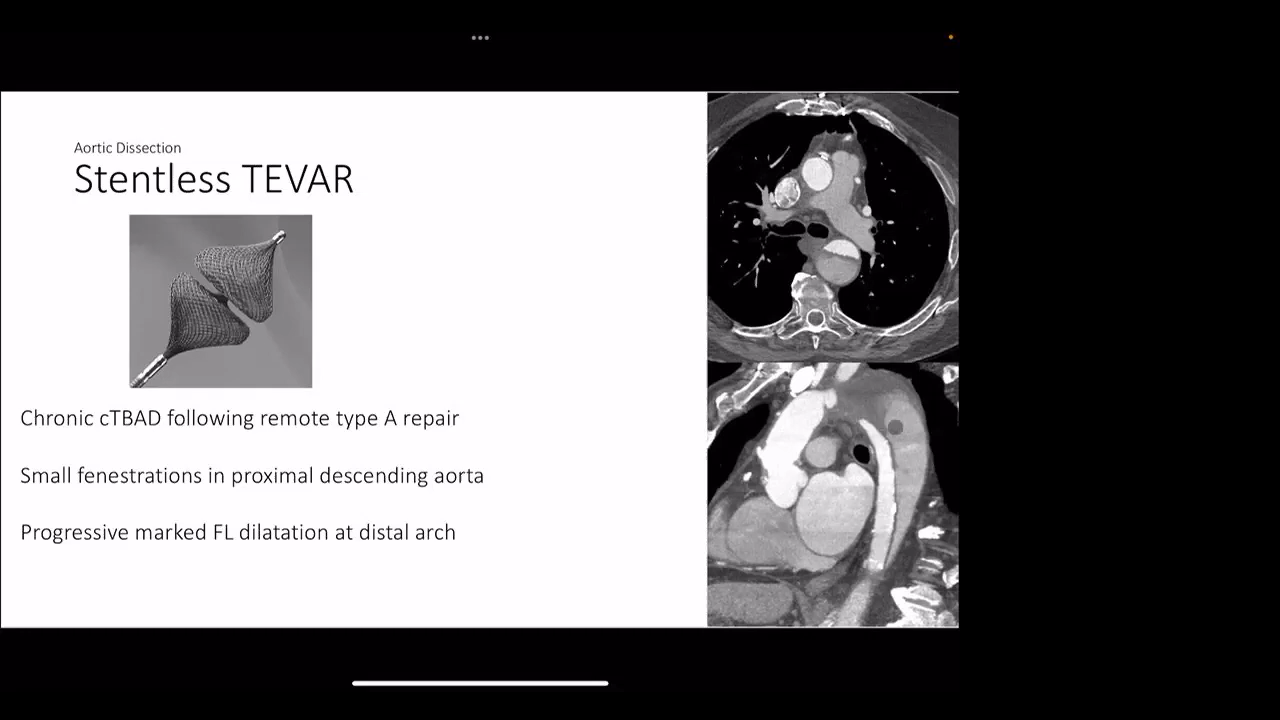 Aortic Dissection
Stentless TEVAR
Chronic cTBAD following remote type A repair
Small fenestrations in proximal descending aorta
Progressive marked FL dilatation at distal arch